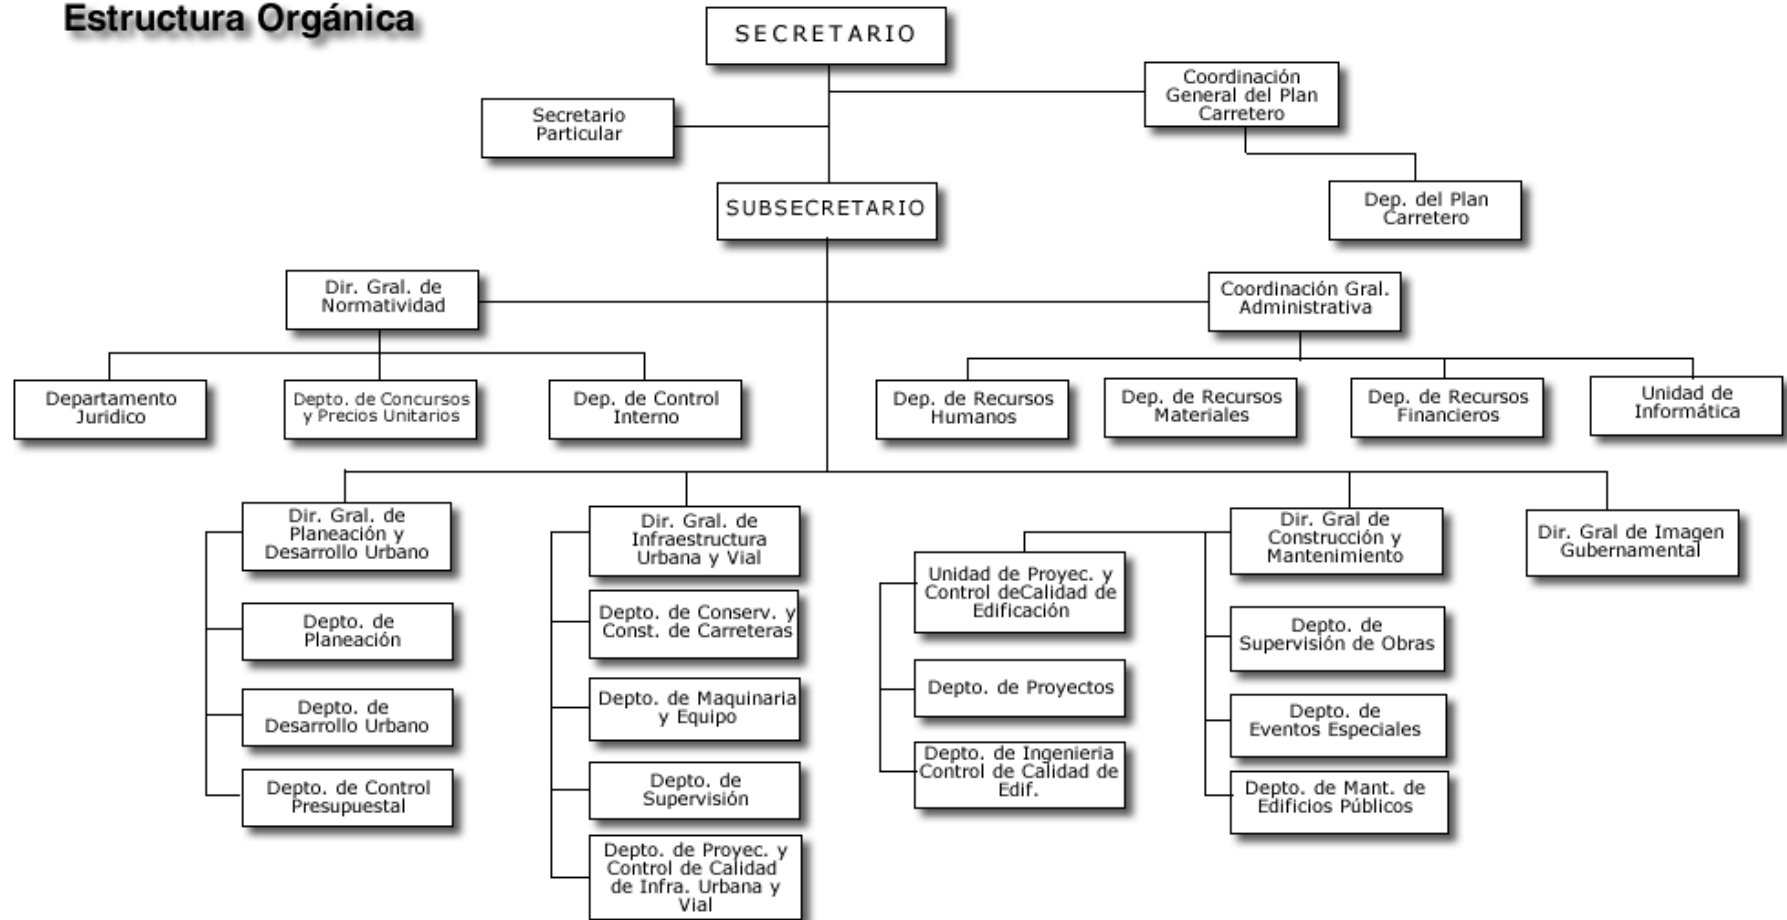 Estructura Orgánica
SECRETARIO
Coordinación
General del Plan
Carretero
Secretario
Particular
Dep. del Plan
Carretero
SUBSECRETARIO
Dir. Gral. de
Normatividad
Coordinación Gral.
Administrativa
Departamento
Juridico
Depto. de Concursos
y Precios Unitarios
Dep. de Control
Interno
Dep. de Recursos
Humanos
Dep. de Recursos
Materiales
Dep. de Recursos
Financieros
Unidad de
Informática
Dir. Gral. de
Planeación y
Desarrollo Urbano
Depto. de
Planeación
Depto. de
Desarrollo Urbano
Depto. de Control
Presupuestal
Dir. Gral. de
Infraestructura
Urbana y Vial
Depto. de Conserv. y
Const. de Carreteras
Depto. de Maquinaria
y Equipo
Depto. de
Supervisión
Depto. de Proyec. y
Control de Calidad
de Infra. Urbana y
Vial
Unidad de Proyec. y
Control deCalidad de
Edificación
Depto. de Proyectos
Depto. de Ingenieria
Control de Calidad de
Edif.
Dir. Gral de
Construcción y
Mantenimiento
Depto. de
Supervisión de Obras
Depto. de
Eventos Especiales
Depto. de Mant. de
Edificios Públicos
Dir. Gral de Imagen
Gubernamental